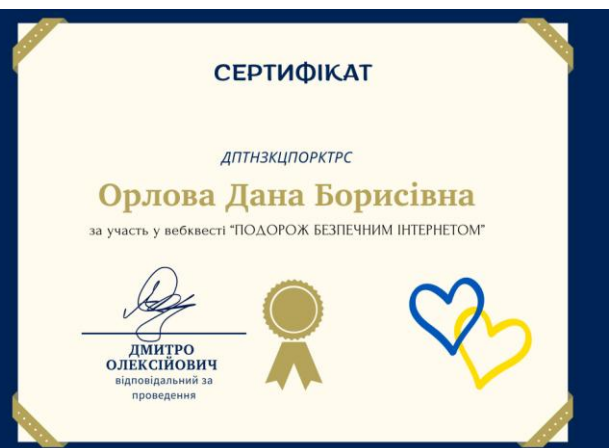 СЕРТИФІКАТ
ДПТНЗКЦПОРКТРС
Орлова Дана Борисівна
за участь у вебквесті “ПОДОРОЖ БЕЗПЕЧНИМ ІНТЕРНЕТОМ”
ДМИТРО
ОЛЕКСІЙОВИЧ
відповідальний за
проведення